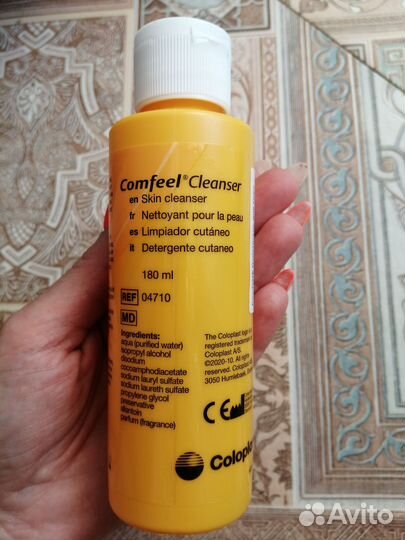 Comfeel® Cleanser
en Skin cleanser
fr Nettoyant pour la peau
es Limpiador cutáneo
it Detergente cutaneo
180 ml
REF 04710
MD
Ingredients:
aqua (purified water)
isopropyl alcohol
disodium
cocoamphodiacetate
sodium lauryl sulfate
sodium laureth sulfate
propylene glycol
preservative
allantoin
parfum (fragrance)
The Coloplast logo
registered trademark
Coloplast A/S.
©2020-10.
All rights
reserved.
3050 Humlebaek,
CE
Avito